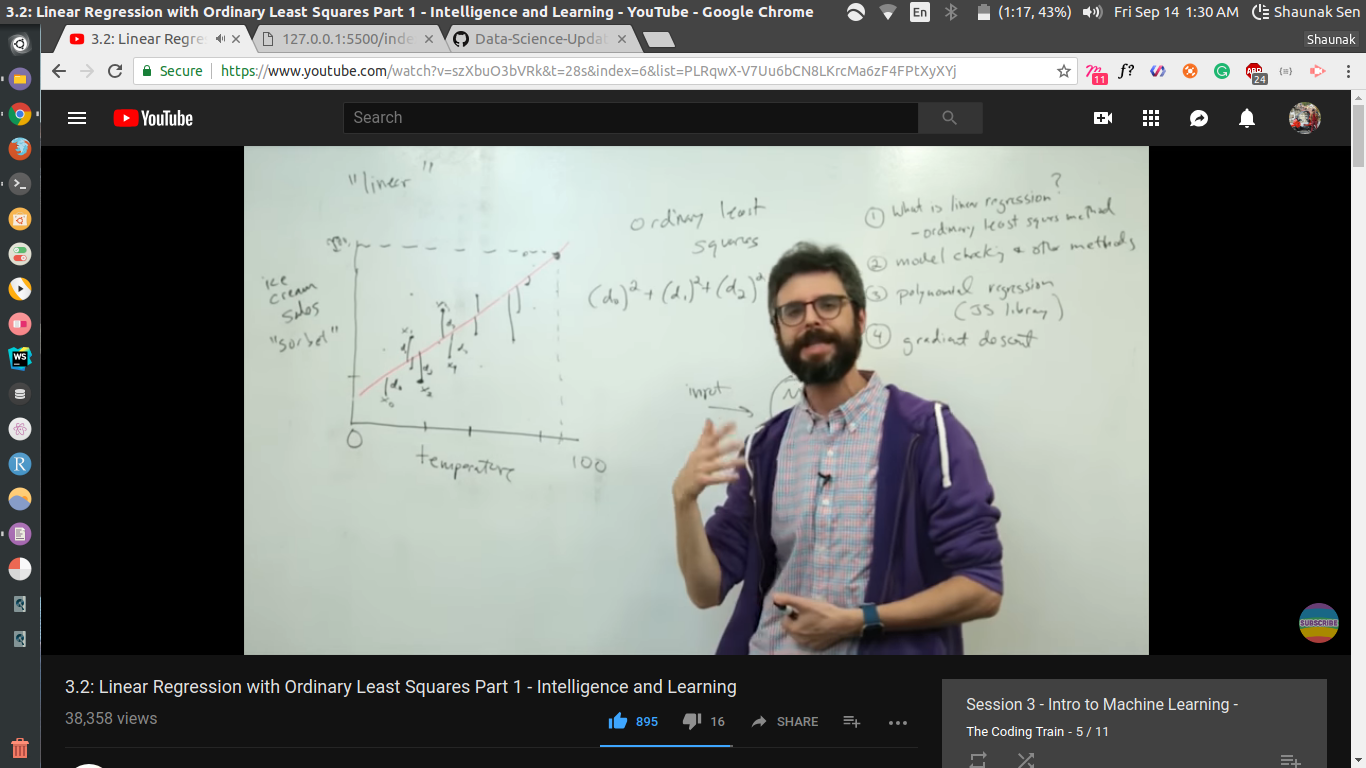 3.2: Linear Regression with Ordinary Least Squares Part 1 - Intelligence and Learning - YouTube - Google Chrome
En
(1:17, 43%)
Fri Sep 14 1:30 AM
Shaunak Sen
3.2: Linear Regre
127.0.0.1:5500/inde
Data-Science-Updat
Shaunak
Secure
https://www.youtube.com/watch?v=szXbuO3bVRk&t=28s&index=6&list=PLRqwX-V7Uu6bCN8LKrcMa6zF4FPtXyXYj
11
f?
ABP
24
YouTube
Search
"linear"
ordinary least
squares
(d₀)² + (d₁)² + (d₂)²
① What is linear regression?
- ordinary least squres method
② model checking & other methods
③ polynomial regression
(JS library)
④ gradient descent
ice
cream
sales
"sorbet"
input
0
temperature
100
WS
R
SUBSCRIBE
3.2: Linear Regression with Ordinary Least Squares Part 1 - Intelligence and Learning
38,358 views
895
16
SHARE
Session 3 - Intro to Machine Learning -
The Coding Train - 5 / 11